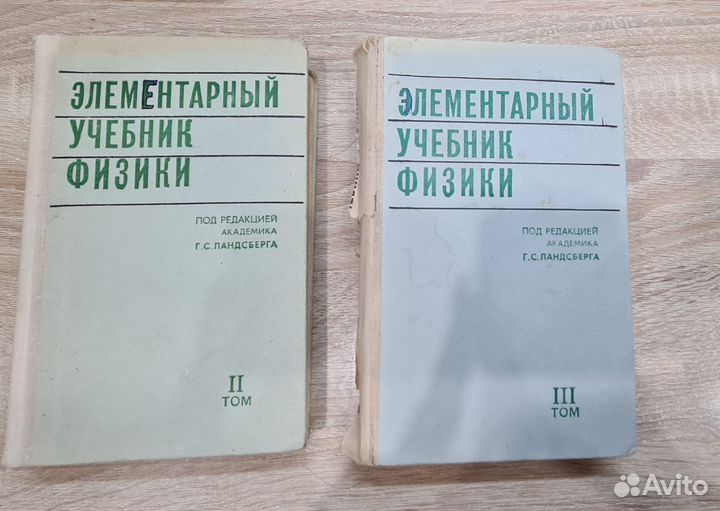 ЭЛЕМЕНТАРНЫЙ
УЧЕБНИК
ФИЗИКИ
ПОД РЕДАКЦИЕЙ
АКАДЕМИКА
Г.С.ЛАНДСБЕРГА
II
ТОМ
ЭЛЕМЕНТАРНЫЙ
УЧЕБНИК
ФИЗИКИ
ПОД РЕДАКЦИЕЙ
АКАДЕМИКА
Г.С.ЛАНДСБЕРГА
III
ТОМ
Avito